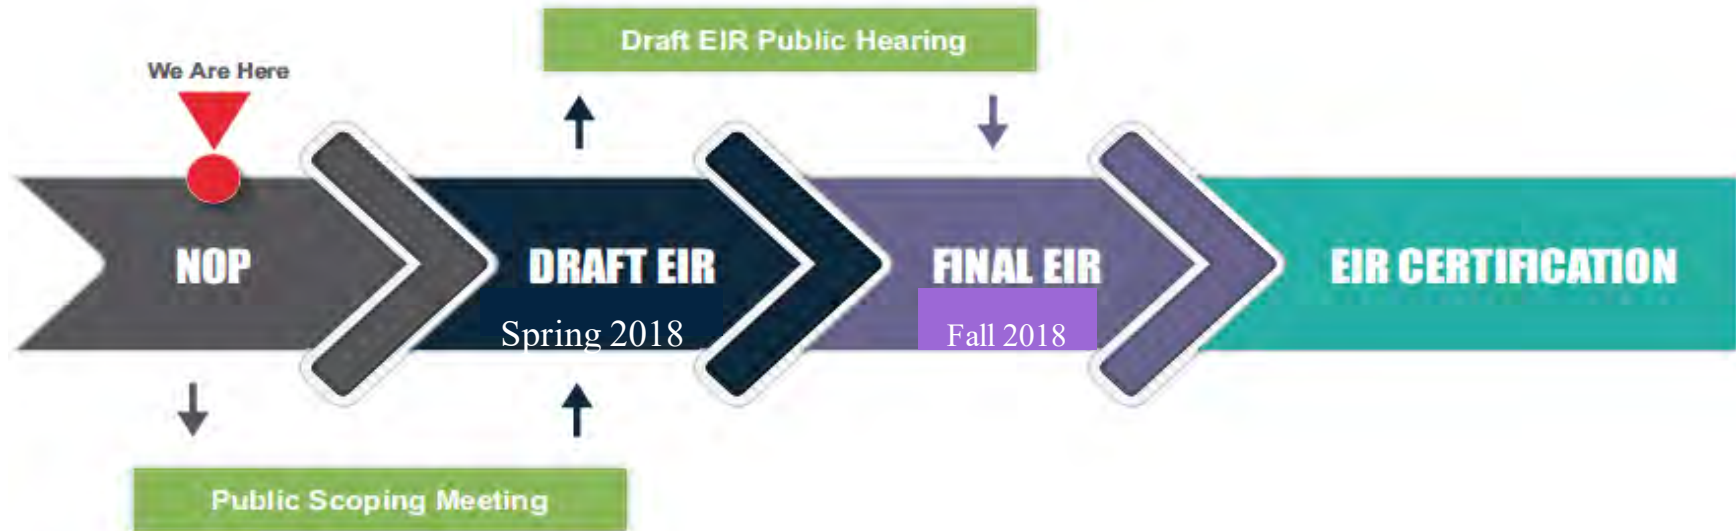 Draft EIR Public Hearing
We Are Here
NOP
DRAFT EIR
FINAL EIR
EIR CERTIFICATION
Spring 2018
Fall 2018
Public Scoping Meeting